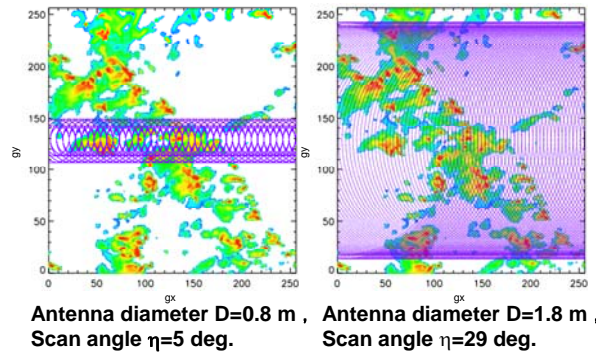 250
200
150
100
50
0
gy
0 50 100 150 200 250
gx
250
200
150
100
50
0
gy
0 50 100 150 200 250
gx
Antenna diameter D=0.8 m ,
Scan angle η=5 deg.
Antenna diameter D=1.8 m ,
Scan angle η=29 deg.